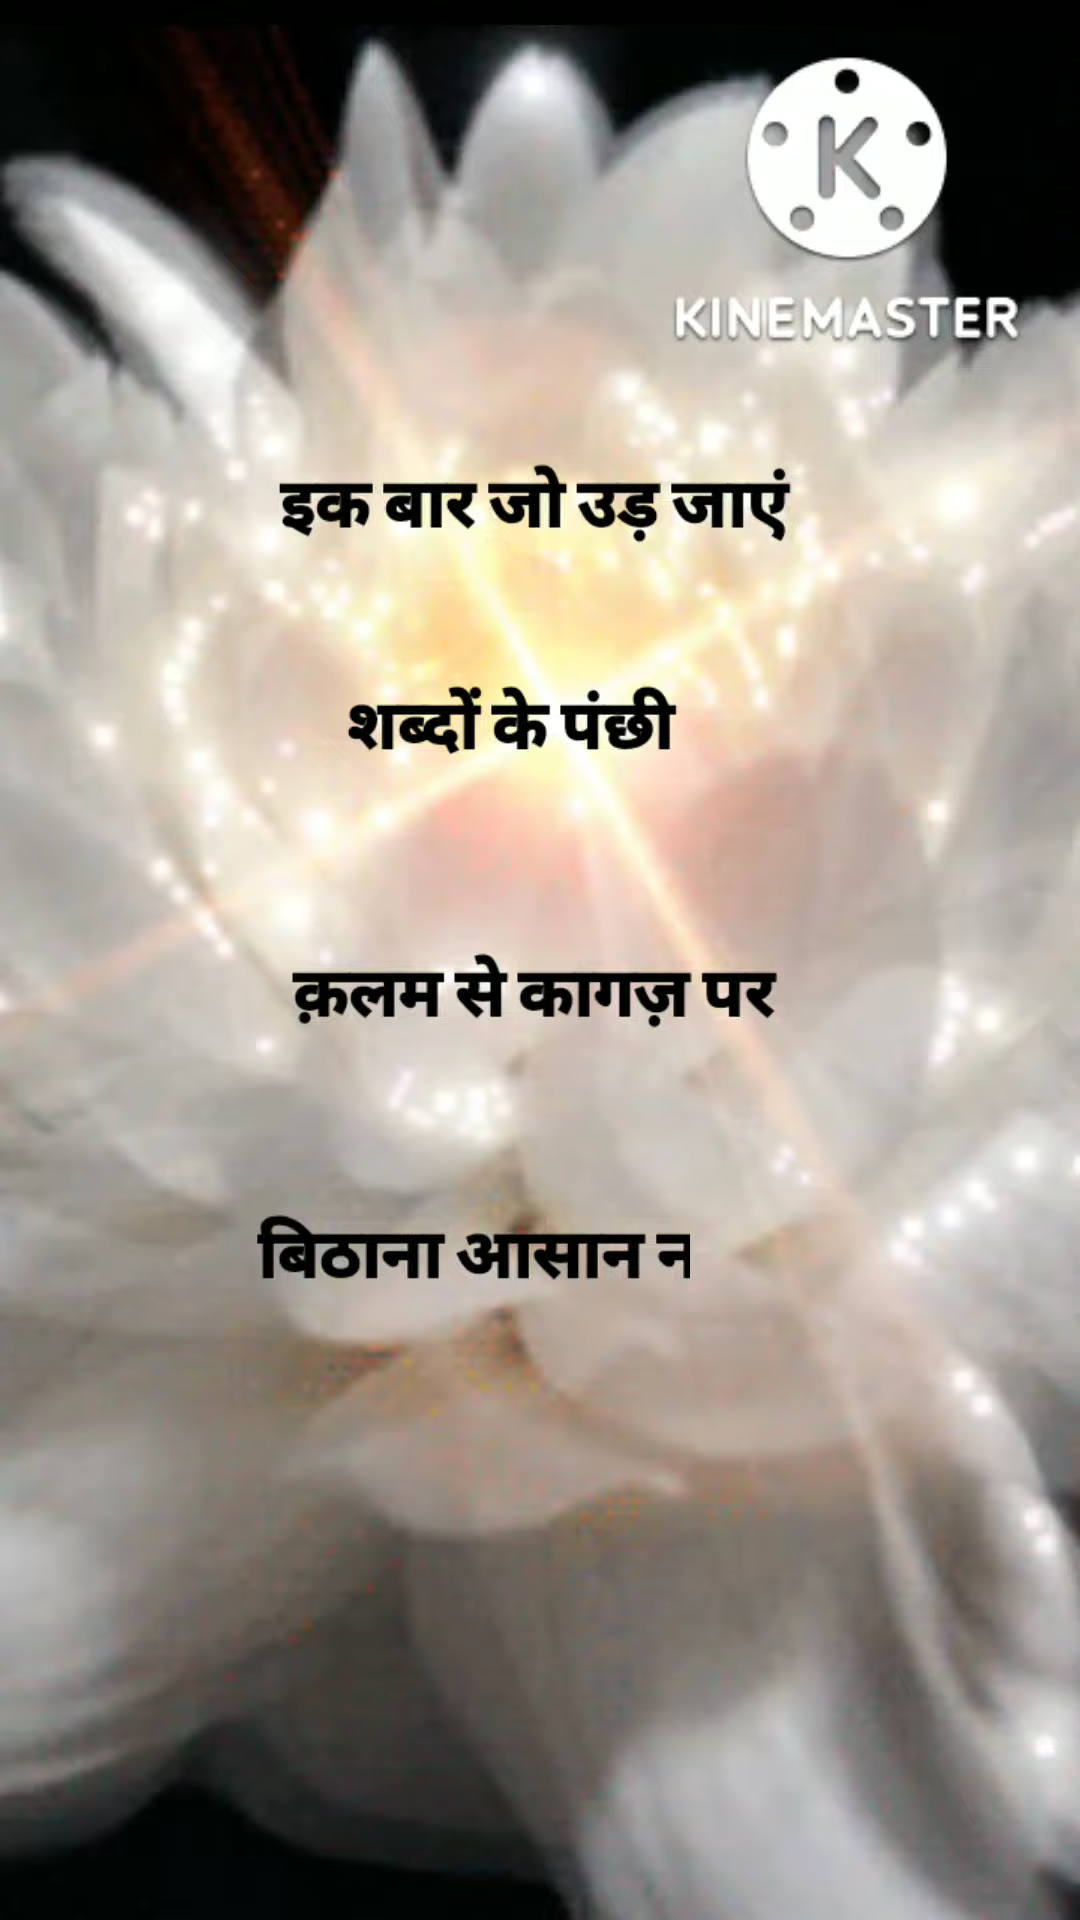 KINEMASTER
इक बार जो उड़ जाएं
शब्दों के पंछी
क़लम से कागज़ पर
बिठाना आसान न